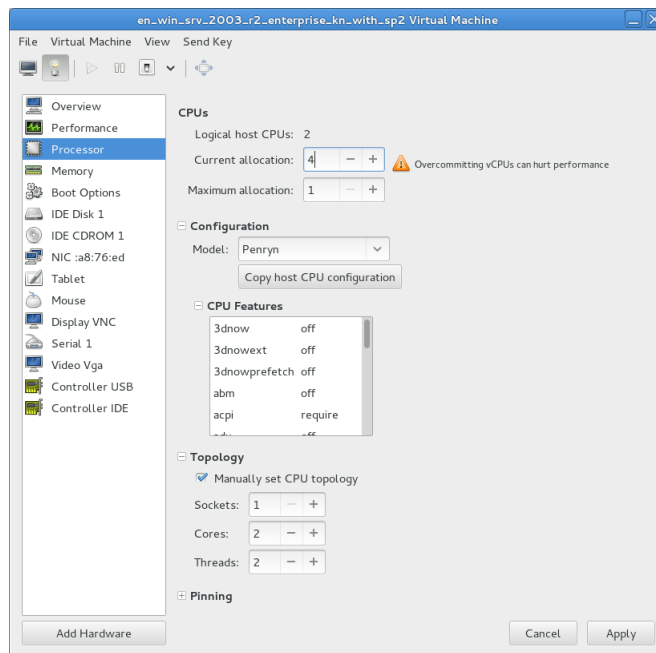 en_win_srv_2003_r2_enterprise_kn_with_sp2 Virtual Machine
File Virtual Machine View Send Key
Overview
Performance
Processor
Memory
Boot Options
IDE Disk 1
IDE CDROM 1
NIC :a8:76:ed
Tablet
Mouse
Display VNC
Serial 1
Video Vga
Controller USB
Controller IDE
Add Hardware
CPUs
Logical host CPUs: 2
Current allocation: 4 − + Overcommitting vCPUs can hurt performance
Maximum allocation: 1 − +
Configuration
Model: Penryn
Copy host CPU configuration
CPU Features
3dnow off
3dnowext off
3dnowprefetch off
abm off
acpi require
Topology
Manually set CPU topology
Sockets: 1 − +
Cores: 2 − +
Threads: 2 − +
Pinning
Cancel Apply